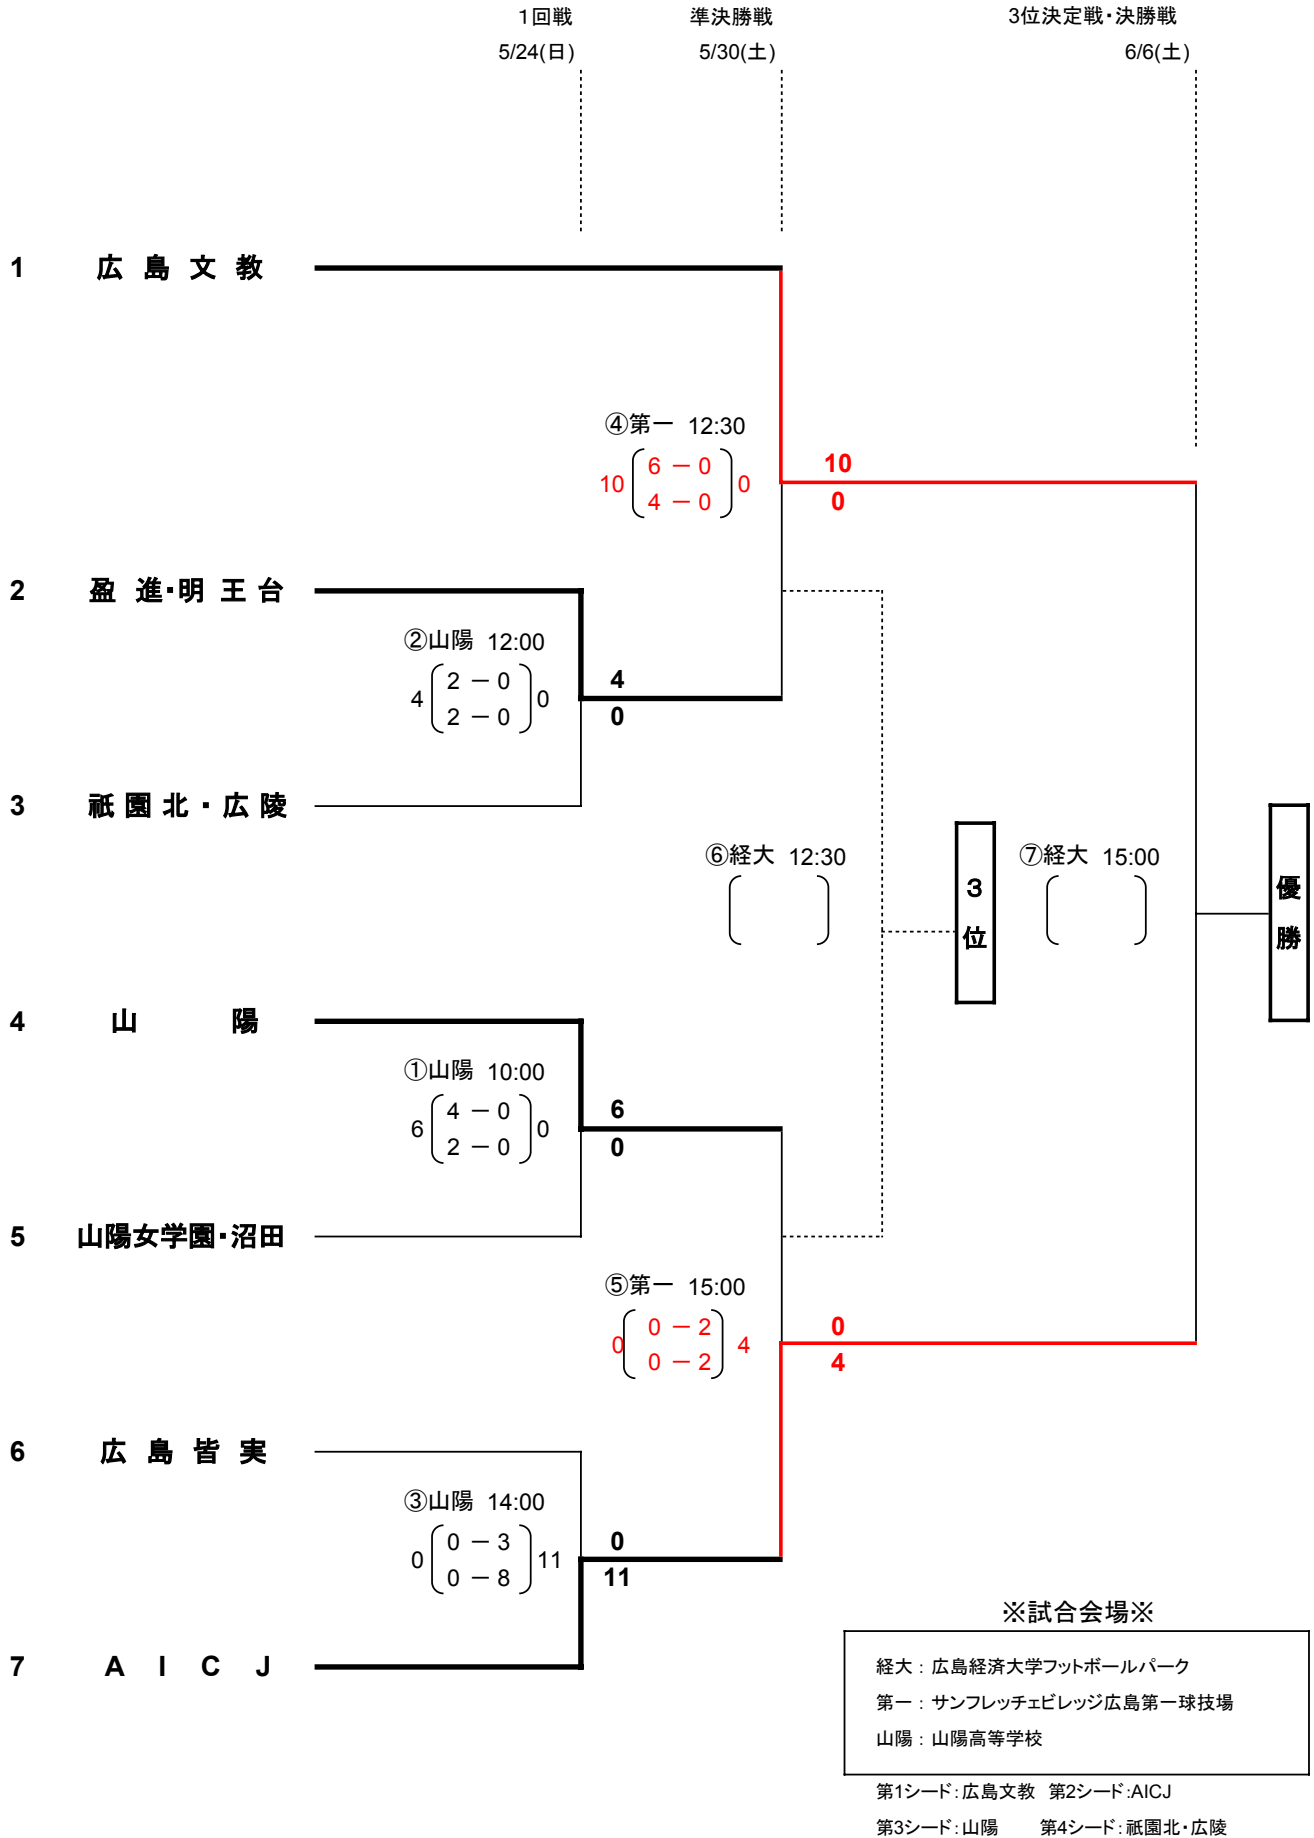 1回戦 準決勝戦 3位決定戦・決勝戦
5/24(日) 5/30(土) 6/6(土)
1 広島文教
④第一 12:30
10 6 － 0 0
4 － 0
10
0
2 盈進・明王台
②山陽 12:00
4 2 － 0 0
2 － 0
4
0
3 祇園北・広陵
⑥経大 12:30
3位
⑦経大 15:00
優勝
4 山陽
①山陽 10:00
6 4 － 0 0
2 － 0
6
0
5 山陽女学園・沼田
⑤第一 15:00
0 0 － 2 4
0 － 2
0
4
6 広島皆実
③山陽 14:00
0 0 － 3 11
0 － 8
0
11
7 AICJ
※試合会場※
経大：広島経済大学フットボールパーク
第一：サンフレッチェビレッジ広島第一球技場
山陽：山陽高等学校
第1シード：広島文教 第2シード：AICJ
第3シード：山陽 第4シード：祇園北・広陵